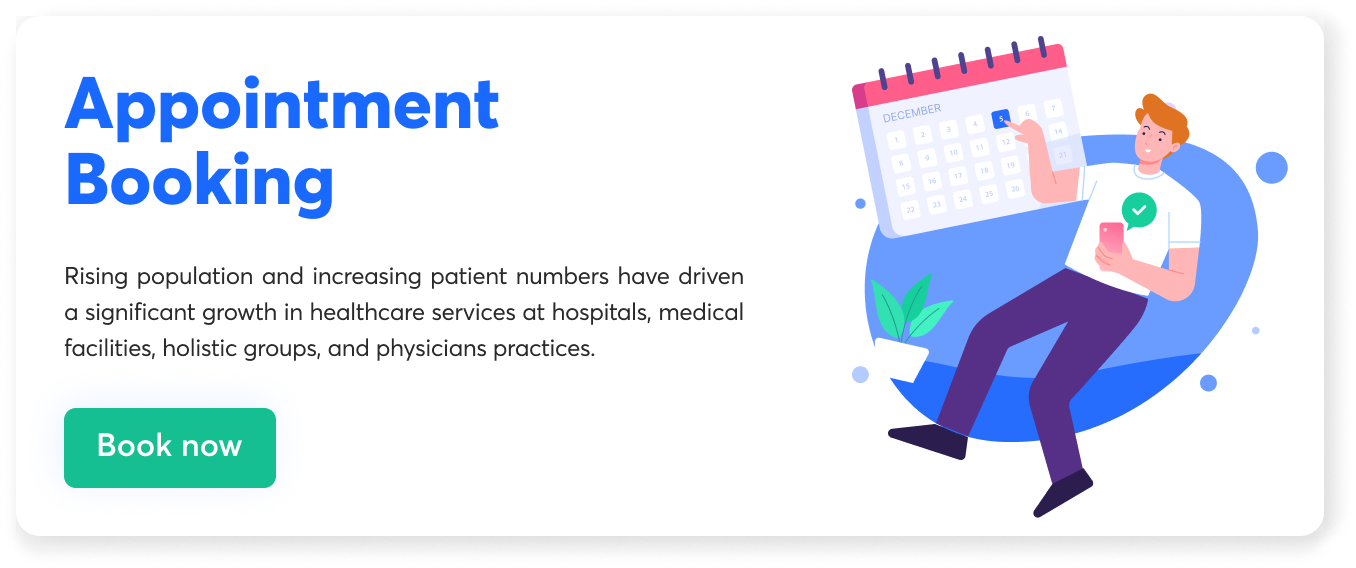 Appointment
Booking
Rising population and increasing patient numbers have driven
a significant growth in healthcare services at hospitals, medical
facilities, holistic groups, and physicians practices.
Book now
DECEMBER
1 2 3 4 5 6 7
8 9 10 11 12 14
15 16 17 18 19 21
22 23 24 25 26